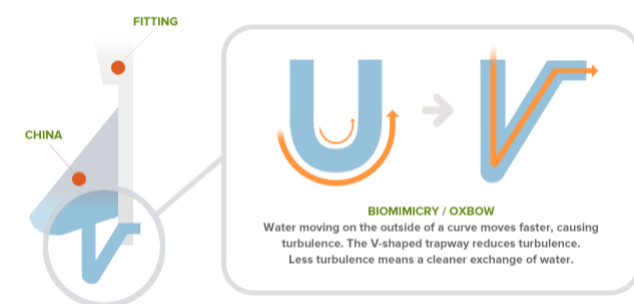 FITTING
CHINA
BIOMIMICRY / OXBOW
Water moving on the outside of a curve moves faster, causing
turbulence. The V-shaped trapway reduces turbulence.
Less turbulence means a cleaner exchange of water.